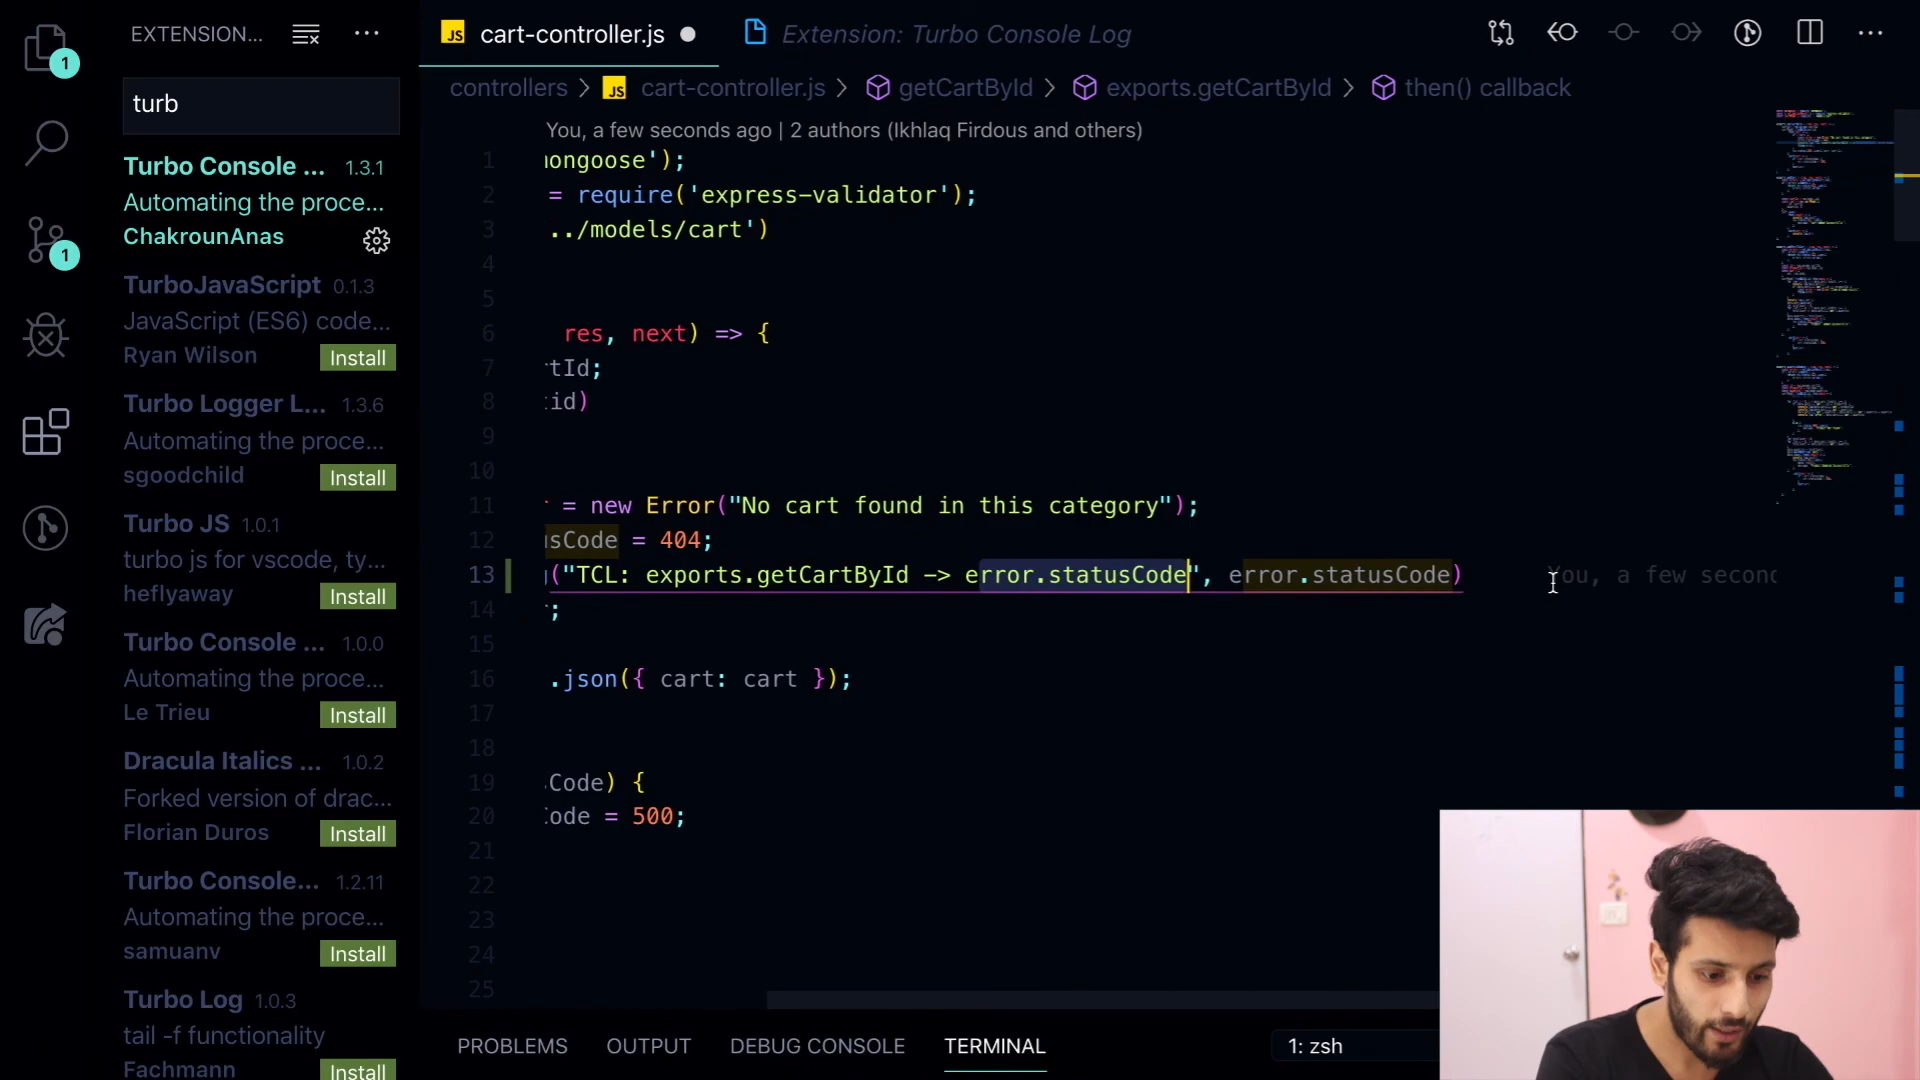 EXTENSION...
turb
Turbo Console ... 1.3.1
Automating the proce...
ChakrounAnas
TurboJavaScript 0.1.3
JavaScript (ES6) code...
Ryan Wilson Install
Turbo Logger L... 1.3.6
Automating the proce...
sgoodchild Install
Turbo JS 1.0.1
turbo js for vscode, ty...
heflyaway Install
Turbo Console ... 1.0.0
Automating the proce...
Le Trieu Install
Dracula Italics ... 1.0.2
Forked version of drac...
Florian Duros Install
Turbo Console... 1.2.11
Automating the proce...
samuanv Install
Turbo Log 1.0.3
tail -f functionality
Fachmann Install
1
1
JS cart-controller.js
Extension: Turbo Console Log
controllers > JS cart-controller.js > getCartById > exports.getCartById > then() callback
You, a few seconds ago | 2 authors (Ikhlaq Firdous and others)
1 ongoose');
2 = require('express-validator');
3 ../models/cart')
4
5
6 res, next) => {
7 tId;
8 id)
9
10
11 = new Error("No cart found in this category");
12 sCode = 404;
13 ("TCL: exports.getCartById -> error.statusCode", error.statusCode) You, a few second
14 ;
15
16 .json({ cart: cart });
17
18
19 Code) {
20 ode = 500;
21
22
23
24
25
PROBLEMS OUTPUT DEBUG CONSOLE TERMINAL 1: zsh